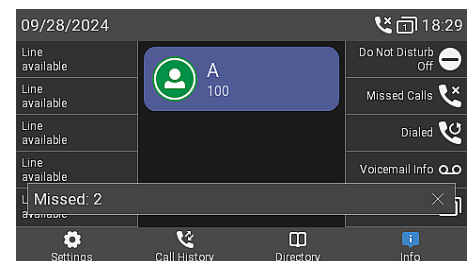 09/28/2024
18:29
Line
available
Line
available
Line
available
Line
available
A
100
Do Not Disturb
Off
Missed Calls
Dialed
Voicemail Info
Missed: 2
Settings
Call History
Directory
Info